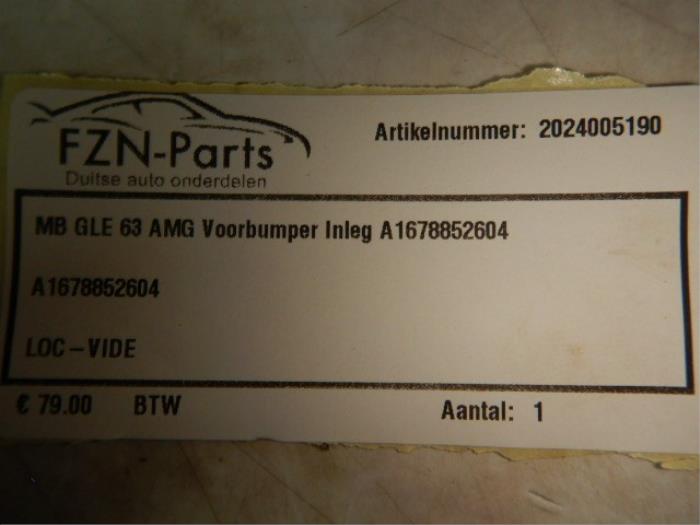 FZN-Parts
Duitse auto onderdelen
Artikelnummer: 2024005190
MB GLE 63 AMG Voorbumper Inleg A1678852604
A1678852604
LOC-VIDE
€ 79.00 BTW Aantal: 1